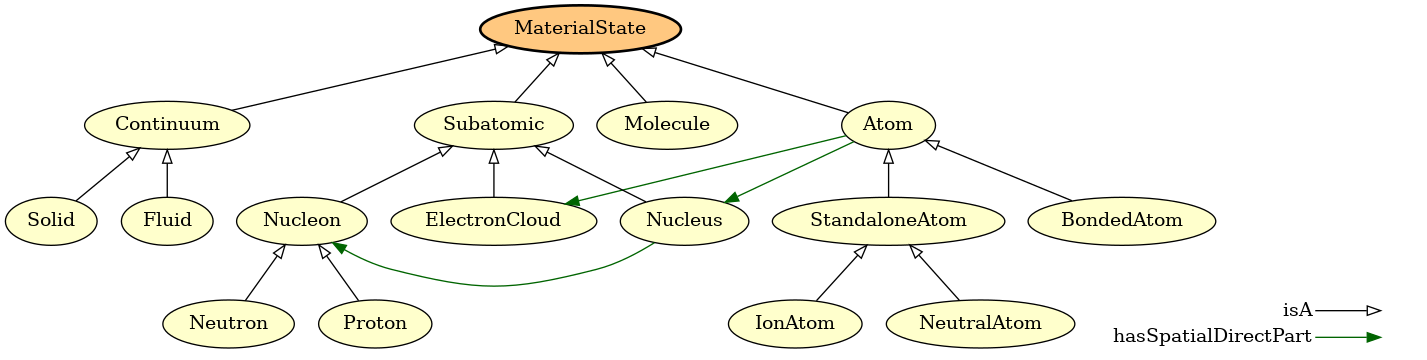 MaterialState
Continuum
Subatomic
Molecule
Atom
Solid
Fluid
Nucleon
ElectronCloud
Nucleus
StandaloneAtom
BondedAtom
Neutron
Proton
IonAtom
NeutralAtom
isA
hasSpatialDirectPart